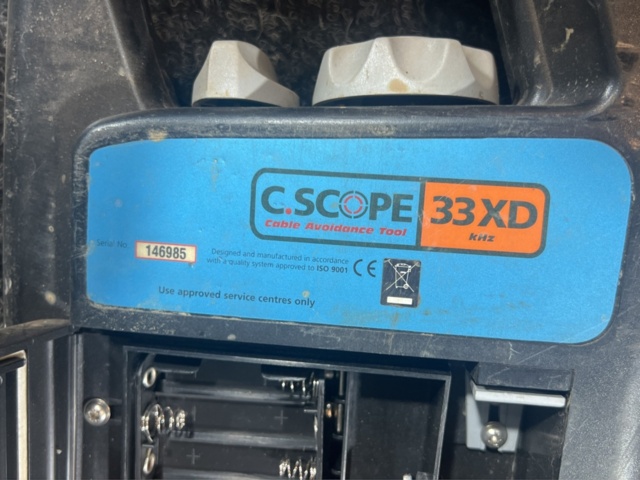 C.SCOPE 33XD
Cable Avoidance Tool kHz
Serial No 146985
Designed and manufactured in accordance
with a quality system approved to ISO 9001 CE
Use approved service centres only